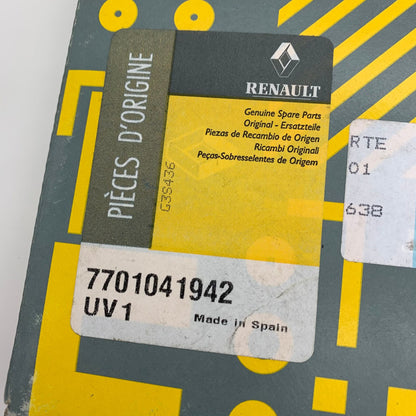 RENAULT
Genuine Spare Parts
Original - Ersatzteile
Piezas de Recambio de Origen
Ricambi Originali
Peças-Sobresselentes de Origem
PIÈCES D'ORIGINE
G3S436
7701041942
UV1
Made in Spain
RTE
01
638